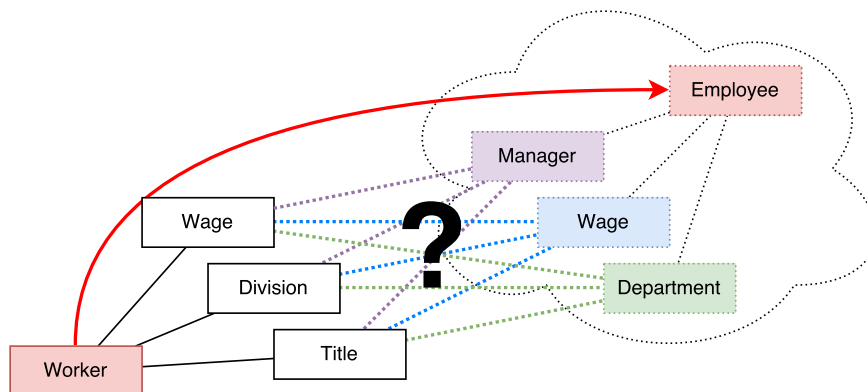 Employee
Manager
Wage
Wage
?
Division
Department
Title
Worker